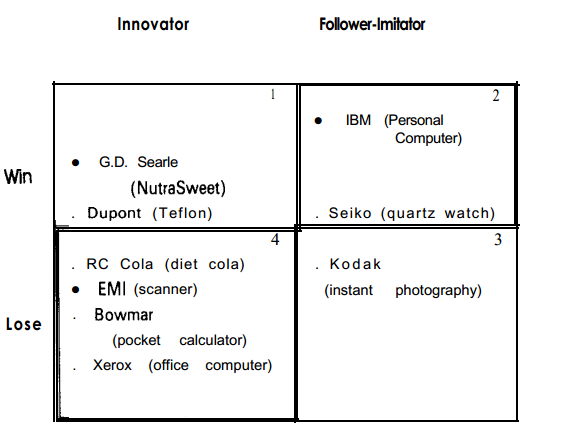 Innovator Follower-Imitator
Win
1
● G.D. Searle
(NutraSweet)
. Dupont (Teflon)
2
● IBM (Personal
Computer)
. Seiko (quartz watch)
Lose
4
. RC Cola (diet cola)
● EMI (scanner)
. Bowmar
(pocket calculator)
. Xerox (office computer)
3
. Kodak
(instant photography)